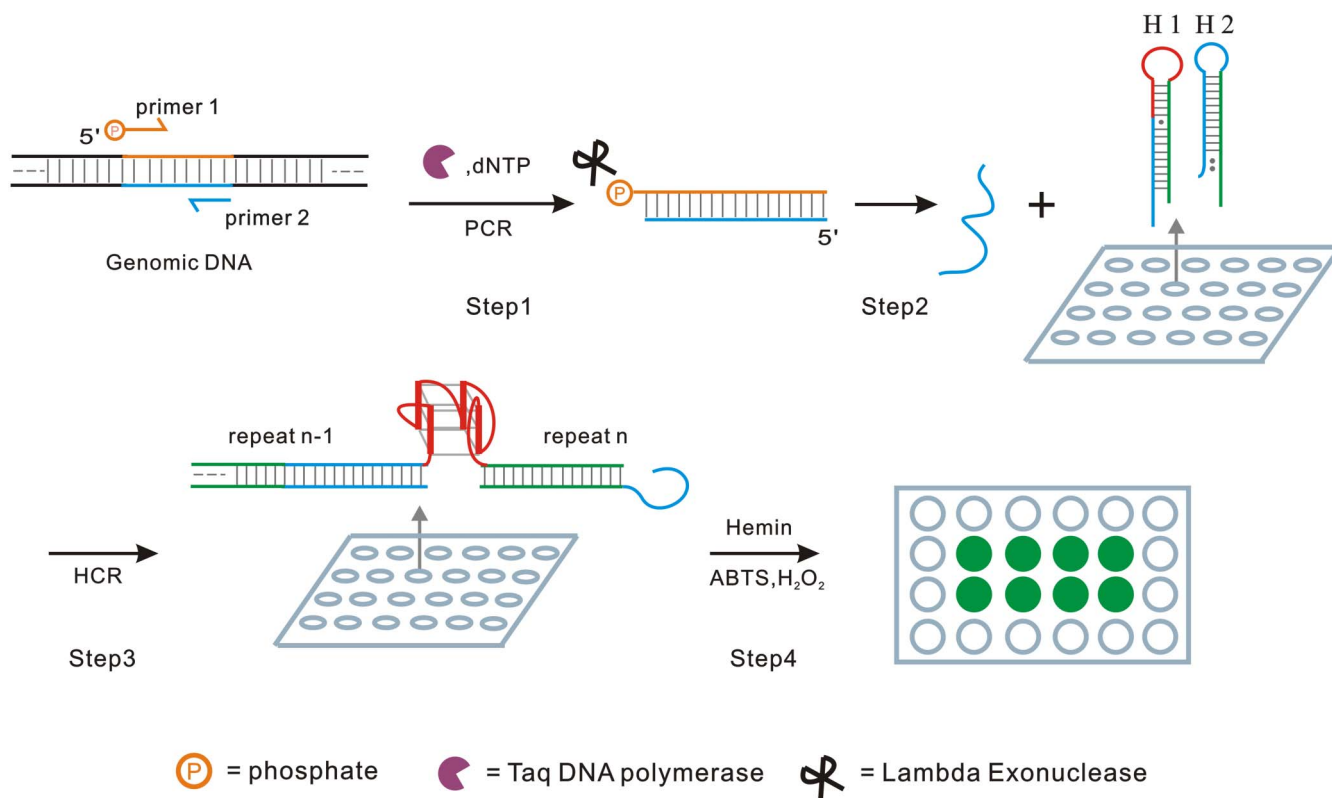 H 1 H 2
primer 1
5' P
primer 2
Genomic DNA
,dNTP
PCR
Step1
P
5'
Step2
+
repeat n-1
repeat n
HCR
Step3
Hemin
ABTS,H₂O₂
Step4
P = phosphate
= Taq DNA polymerase
= Lambda Exonuclease